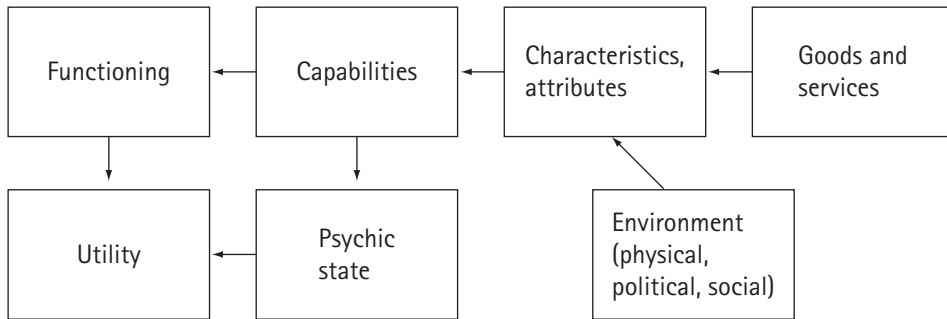 Functioning
Capabilities
Characteristics,
attributes
Goods and
services
Utility
Psychic
state
Environment
(physical,
political, social)